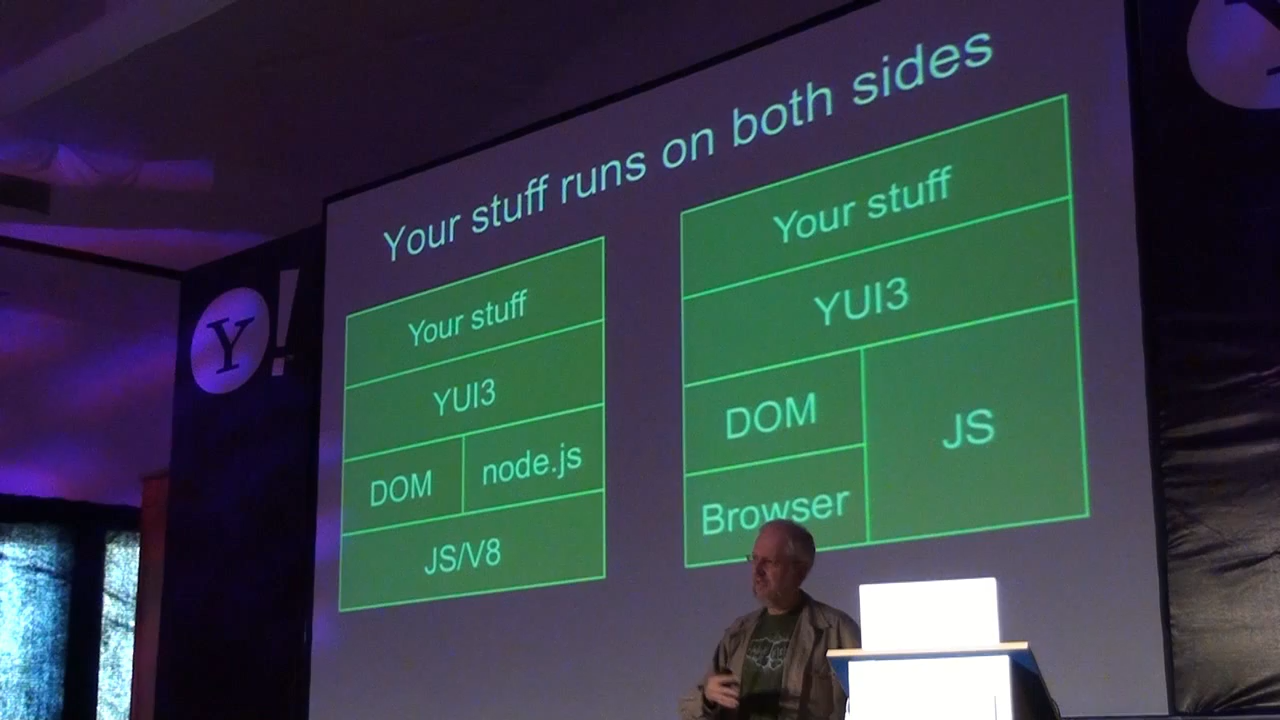 Your stuff runs on both sides
Your stuff
YUI3
DOM
node.js
JS/V8
Your stuff
YUI3
DOM
JS
Browser
Y!